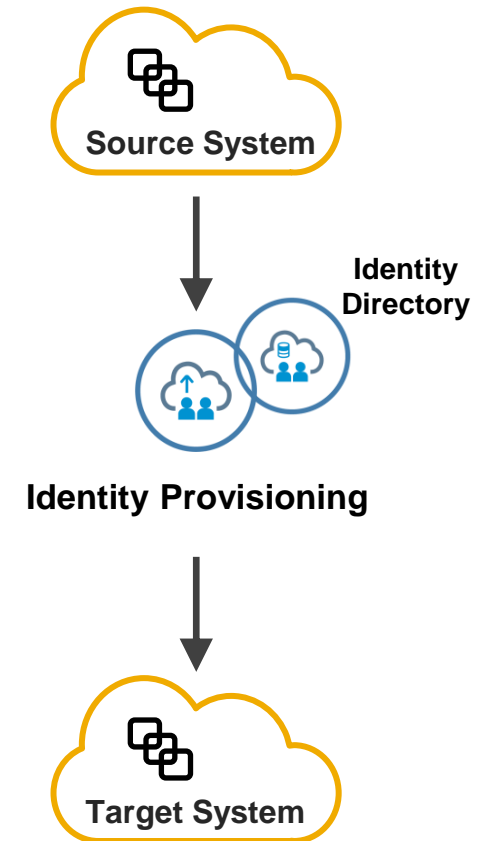 Source System
Identity
Directory
Identity Provisioning
Target System